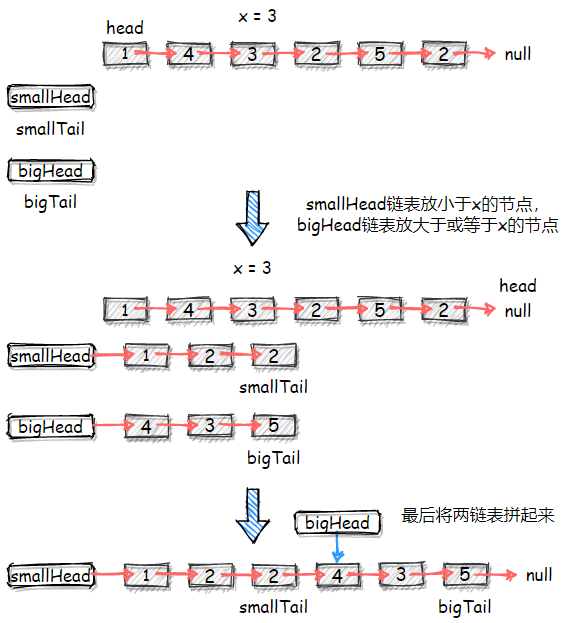 x = 3
head
1 4 3 2 5 2 null
smallHead
smallTail
bigHead
bigTail
smallHead链表放小于x的节点，
bigHead链表放大于或等于x的节点
x = 3
head
1 4 3 2 5 2 null
smallHead 1 2 2
smallTail
bigHead 4 3 5
bigTail
bigHead
最后将两链表拼起来
smallHead 1 2 2 4 3 5 null
smallTail bigTail